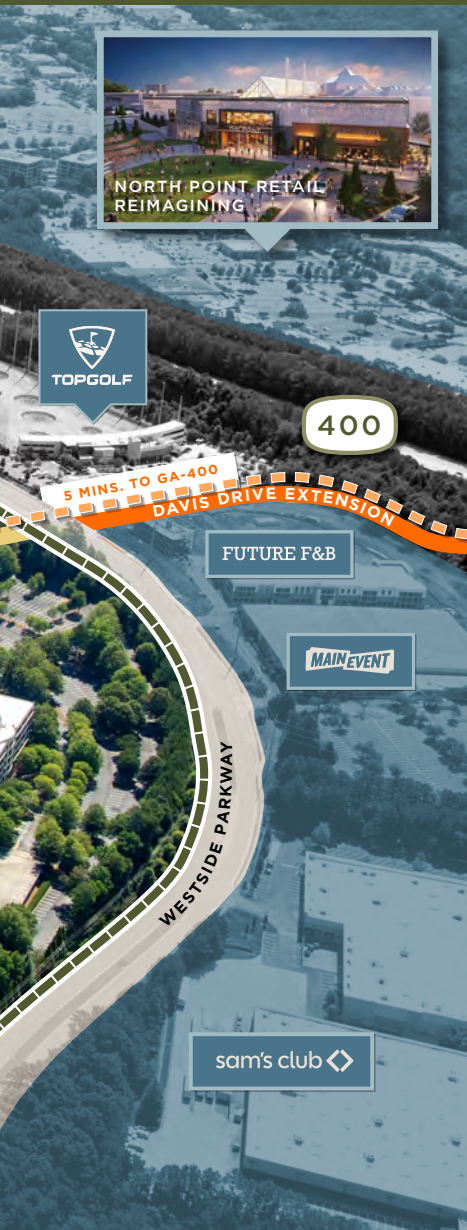 NORTH POINT RETAIL
REIMAGINING
TOPGOLF
400
5 MINS. TO GA-400
DAVIS DRIVE EXTENSION
FUTURE F&B
MAIN EVENT
WESTSIDE PARKWAY
sam's club